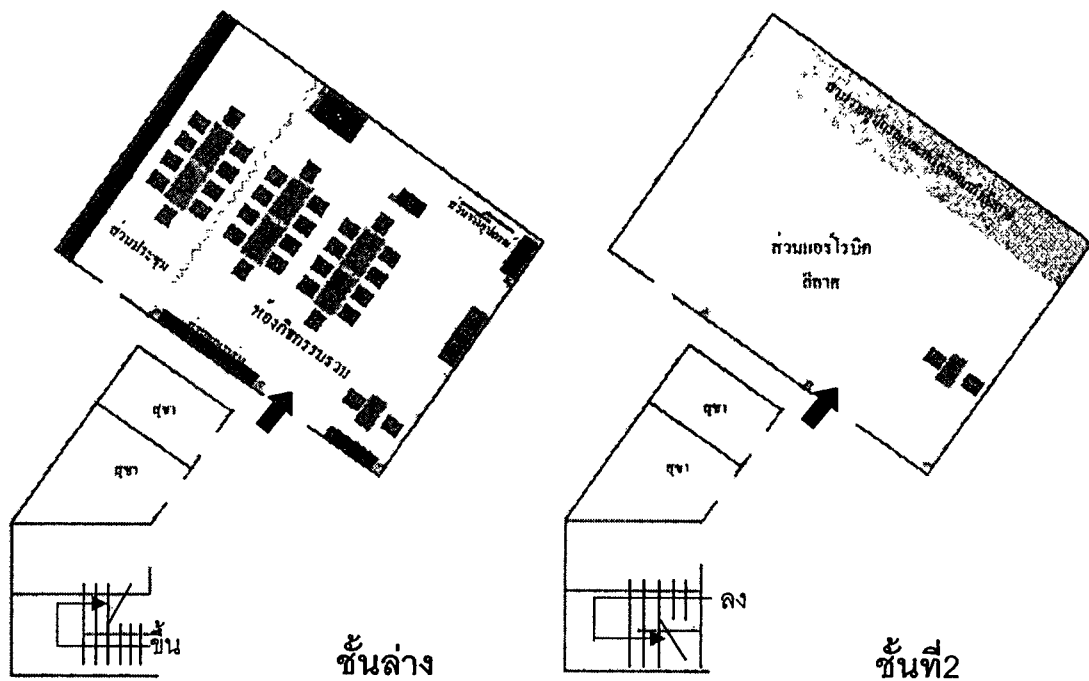 ส่วนประชุม
ห้องกิจกรรมรวม
สุขา
สุขา
ขึ้น
ชั้นล่าง
ส่วนแอร์โรบิค
ลีลาศ
สุขา
สุขา
ลง
ชั้นที่2